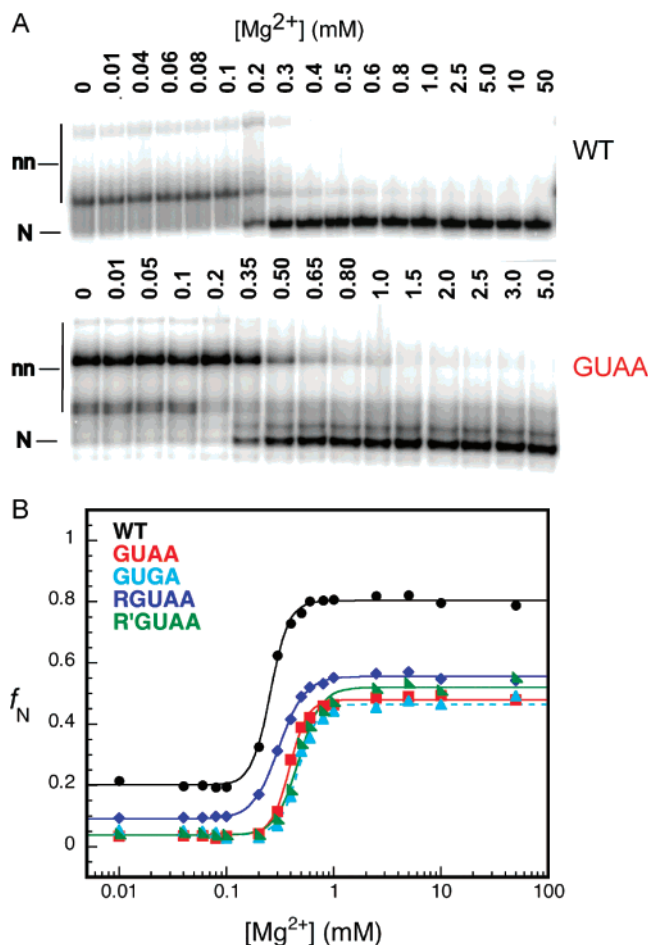 A
[Mg2+] (mM)
0 0.01 0.04 0.06 0.08 0.1 0.2 0.3 0.4 0.5 0.6 0.8 1.0 2.5 5.0 10 50
nn
WT
N
0 0.01 0.05 0.1 0.2 0.35 0.50 0.65 0.80 1.0 1.5 2.0 2.5 3.0 5.0
nn
GUAA
N
B
WT
GUAA
GUGA
RGUAA
R'GUAA
1
0.8
0.6
fN
0.4
0.2
0
0.01 0.1 1 10 100
[Mg2+] (mM)